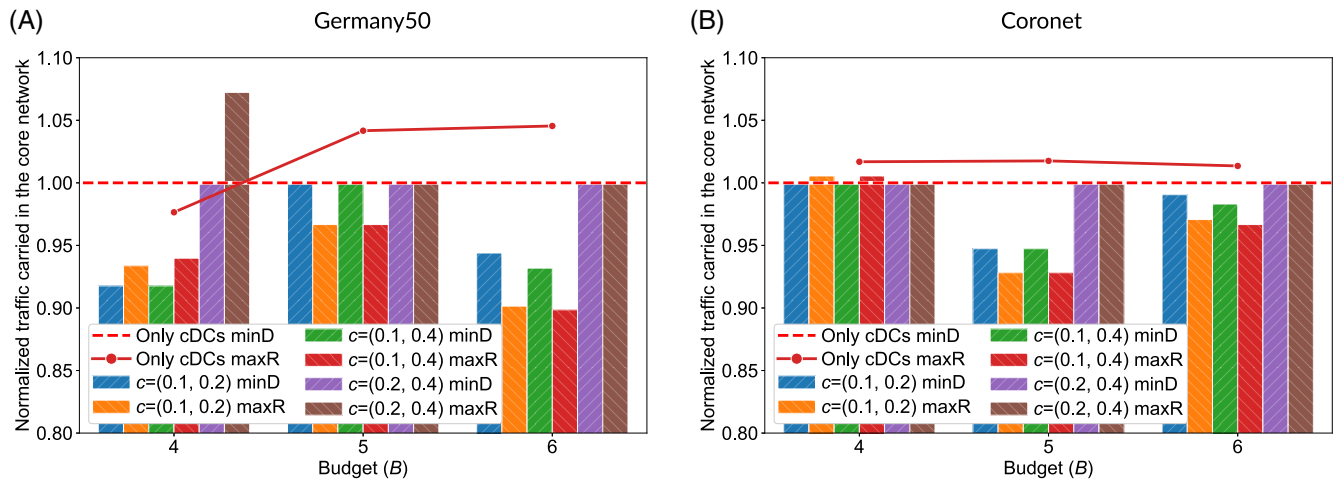 (A)
Germany50
Normalized traffic carried in the core network
1.10
1.05
1.00
0.95
0.90
0.85
0.80
Only cDCs minD
Only cDCs maxR
c=(0.1, 0.2) minD
c=(0.1, 0.2) maxR
c=(0.1, 0.4) minD
c=(0.1, 0.4) maxR
c=(0.2, 0.4) minD
c=(0.2, 0.4) maxR
4
5
6
Budget (B)
(B)
Coronet
Normalized traffic carried in the core network
1.10
1.05
1.00
0.95
0.90
0.85
0.80
Only cDCs minD
Only cDCs maxR
c=(0.1, 0.2) minD
c=(0.1, 0.2) maxR
c=(0.1, 0.4) minD
c=(0.1, 0.4) maxR
c=(0.2, 0.4) minD
c=(0.2, 0.4) maxR
4
5
6
Budget (B)